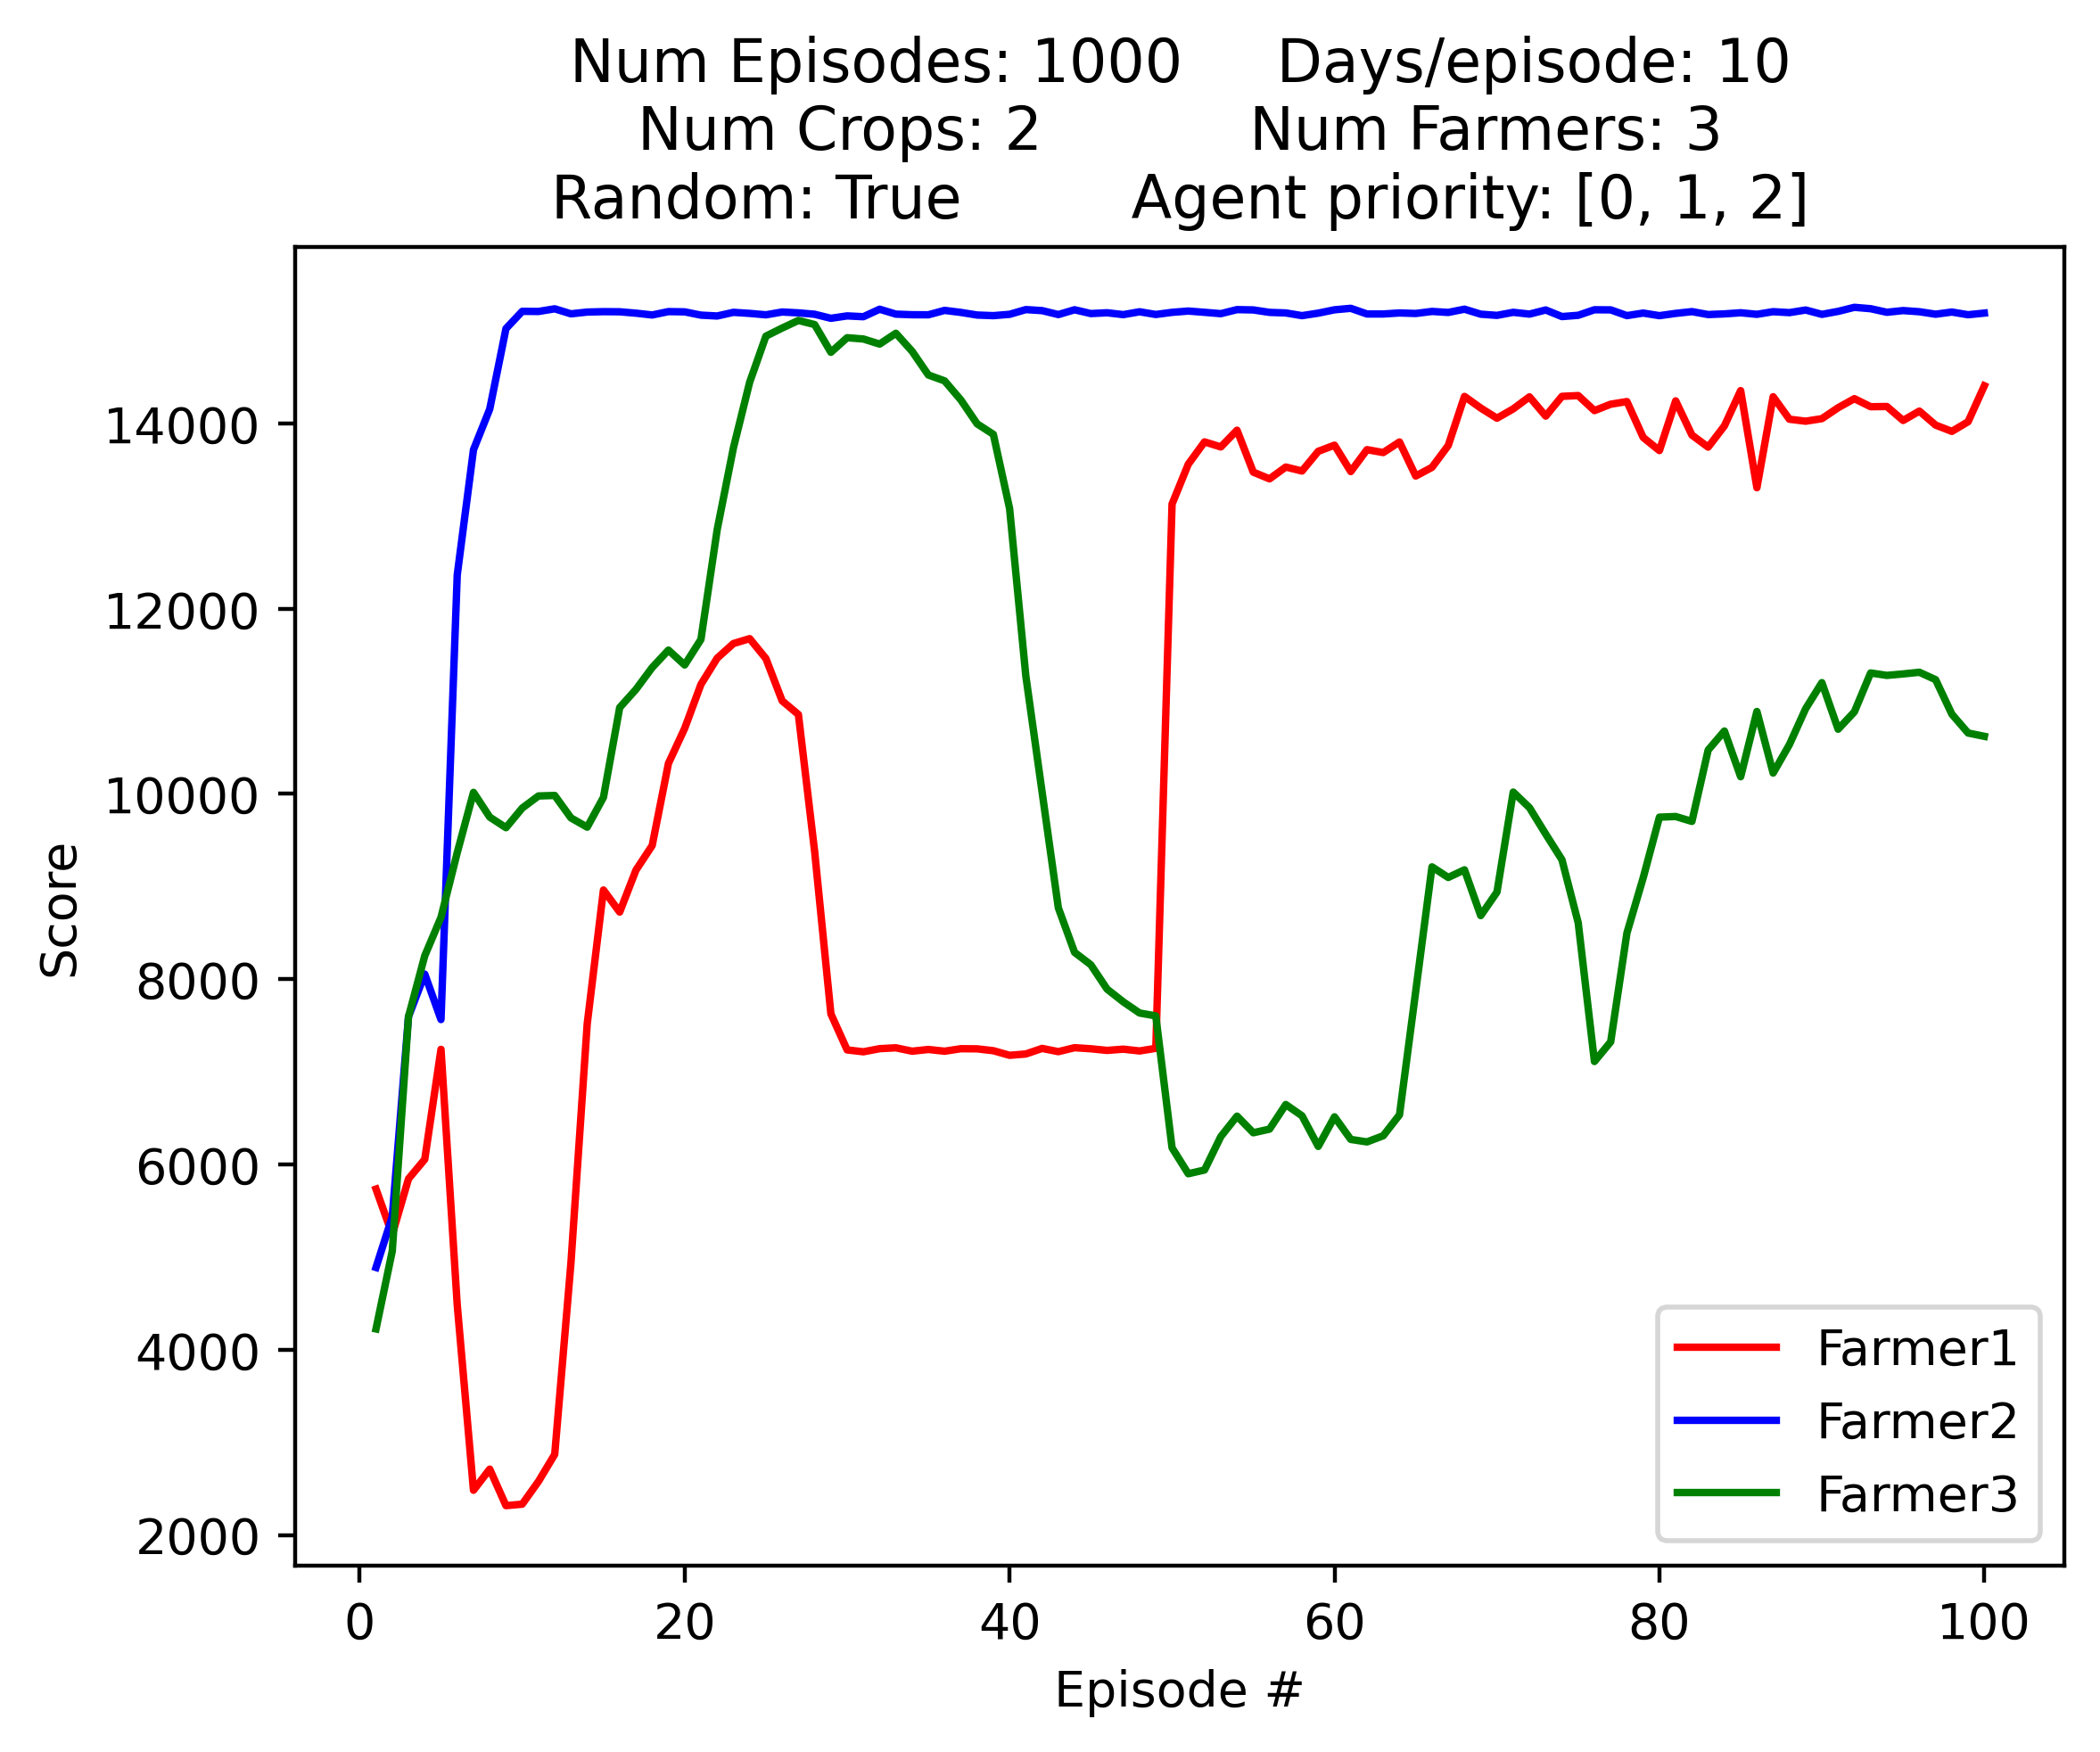 Num Episodes: 1000 Days/episode: 10
Num Crops: 2 Num Farmers: 3
Random: True Agent priority: [0, 1, 2]
Score
14000
12000
10000
8000
6000
4000
2000
0 20 40 60 80 100
Episode #
Farmer1
Farmer2
Farmer3